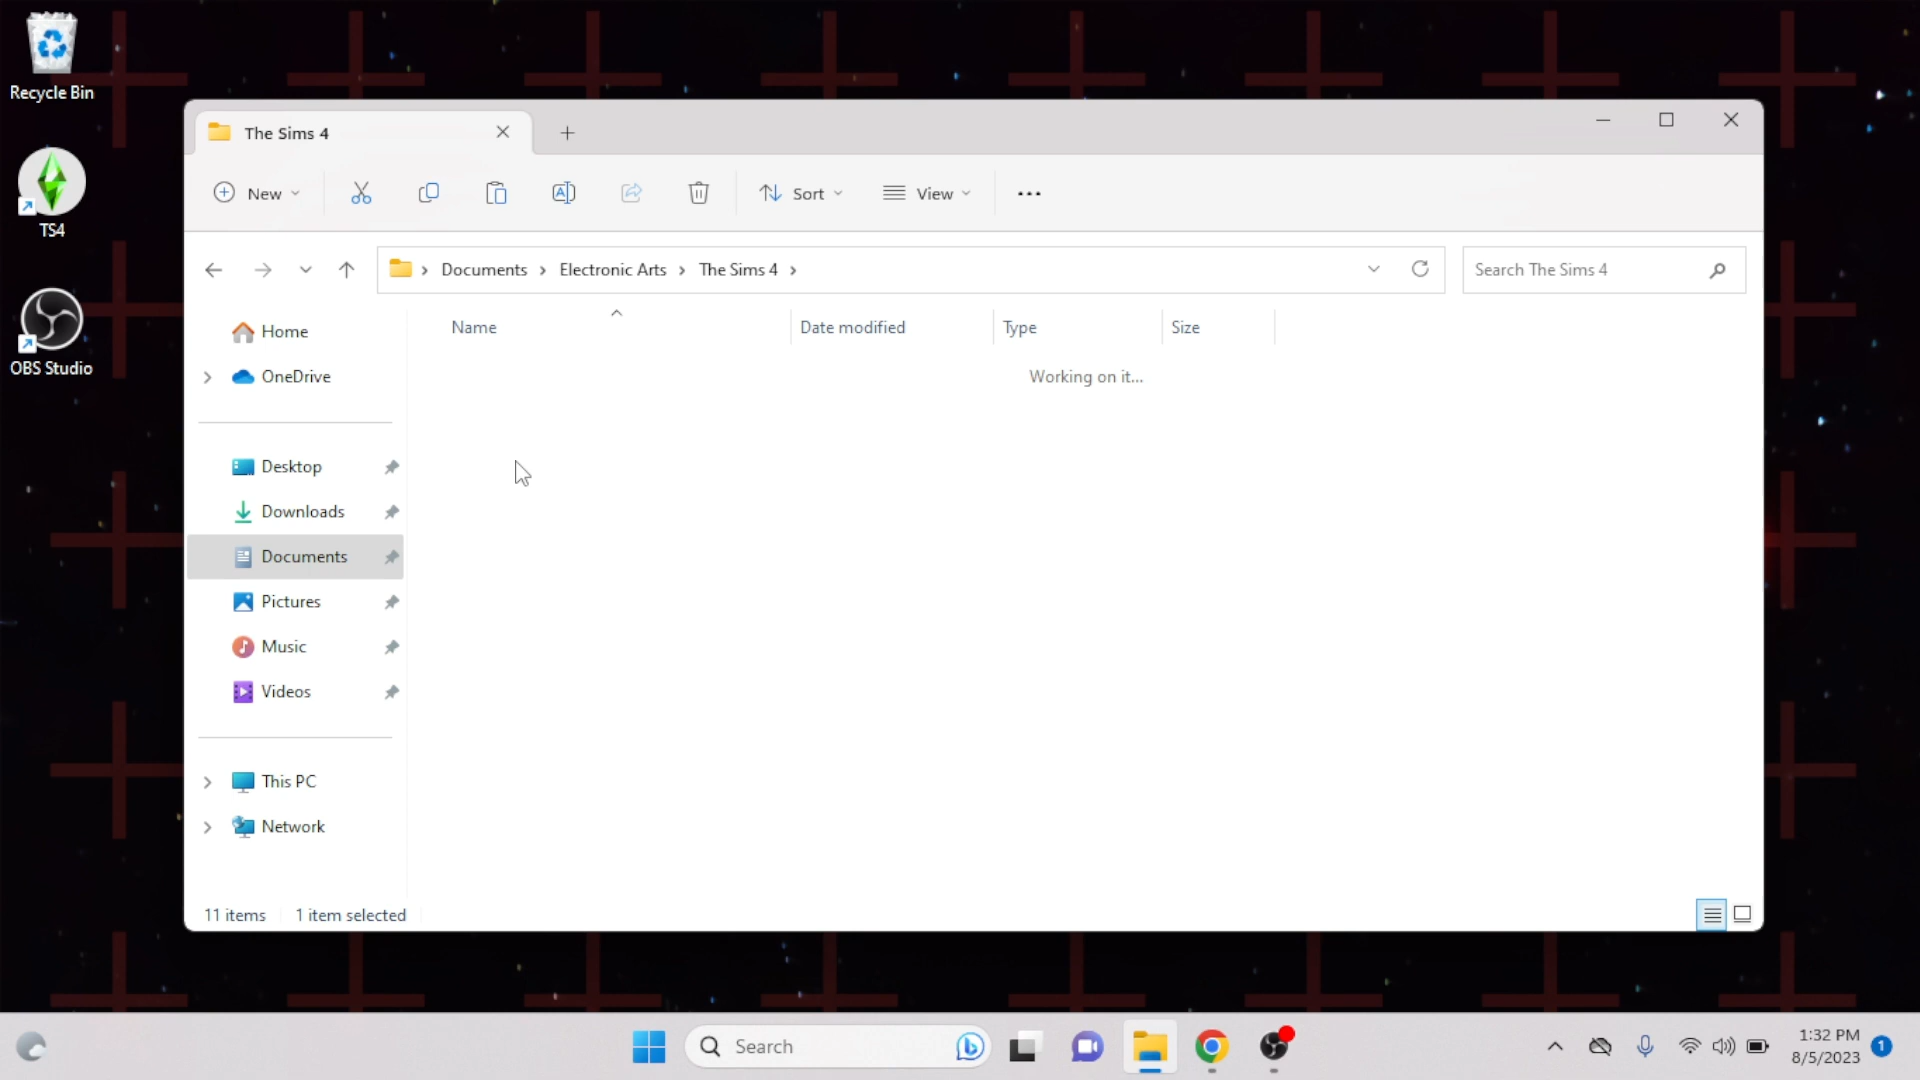 Recycle Bin
TS4
OBS Studio
The Sims 4
New
Sort
View
Documents
Electronic Arts
The Sims 4
Search The Sims 4
Name
Date modified
Type
Size
Working on it...
Home
OneDrive
Desktop
Downloads
Documents
Pictures
Music
Videos
This PC
Network
11 items
1 item selected
Search
1:32 PM
8/5/2023
1